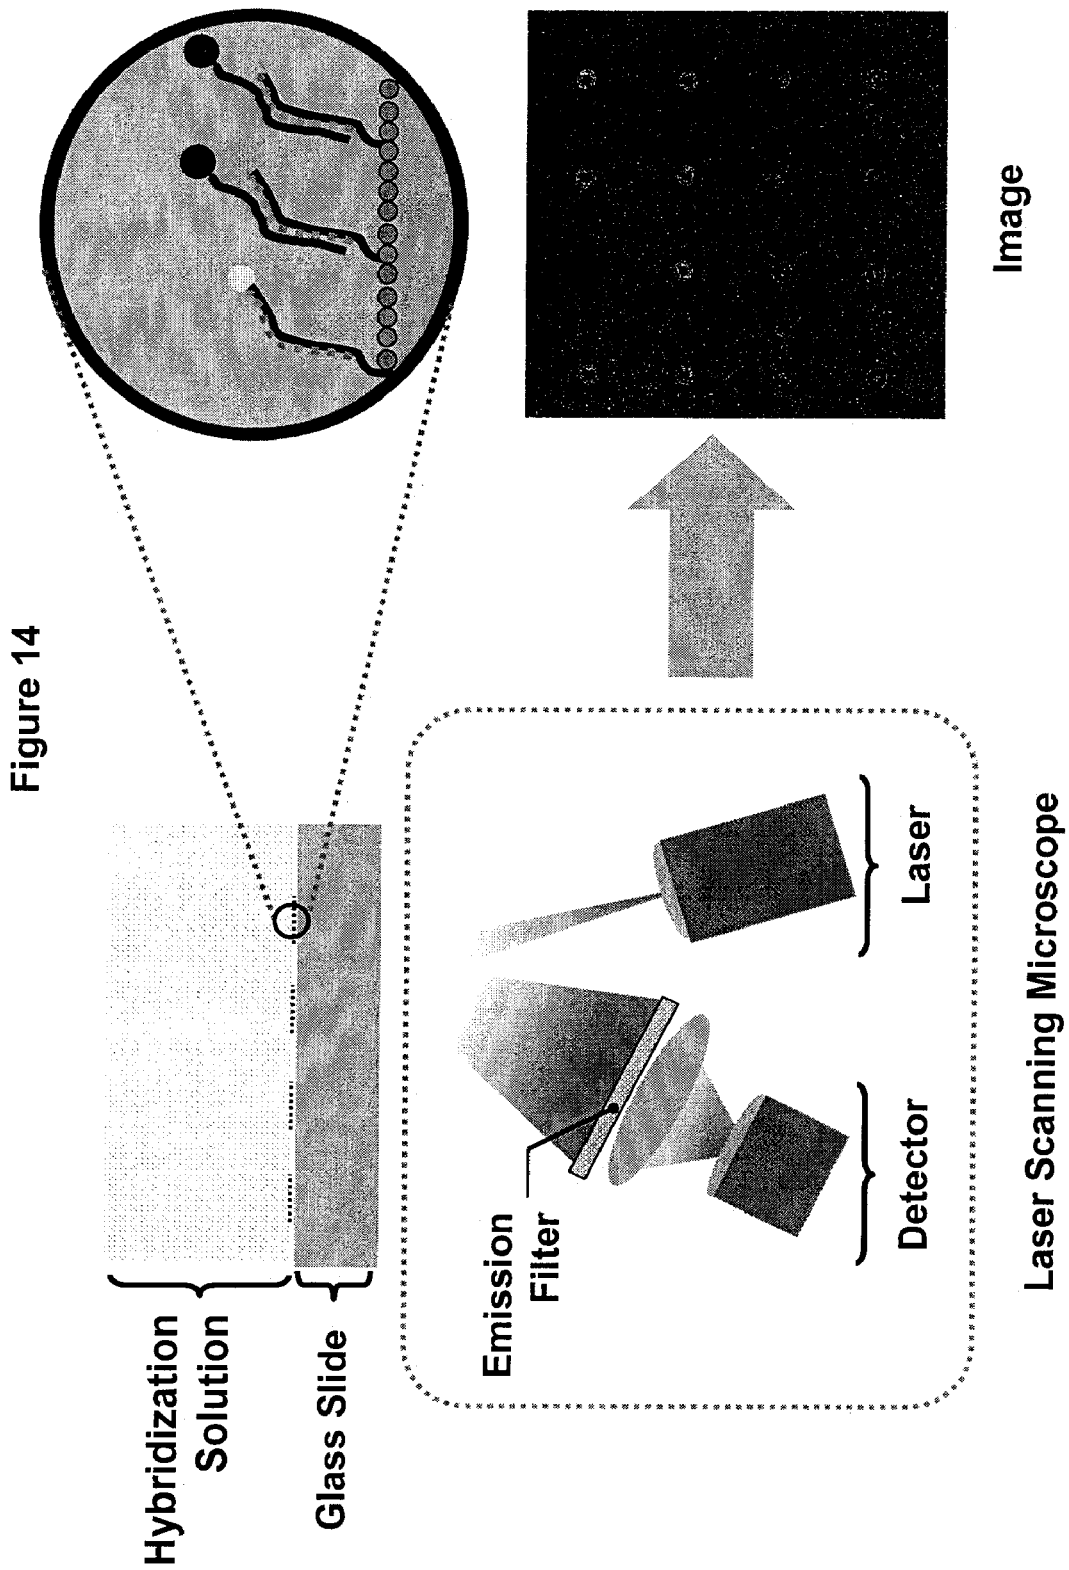 Figure 14
Hybridization
Solution
Glass Slide
Emission
Filter
Detector
Laser
Laser Scanning Microscope
Image